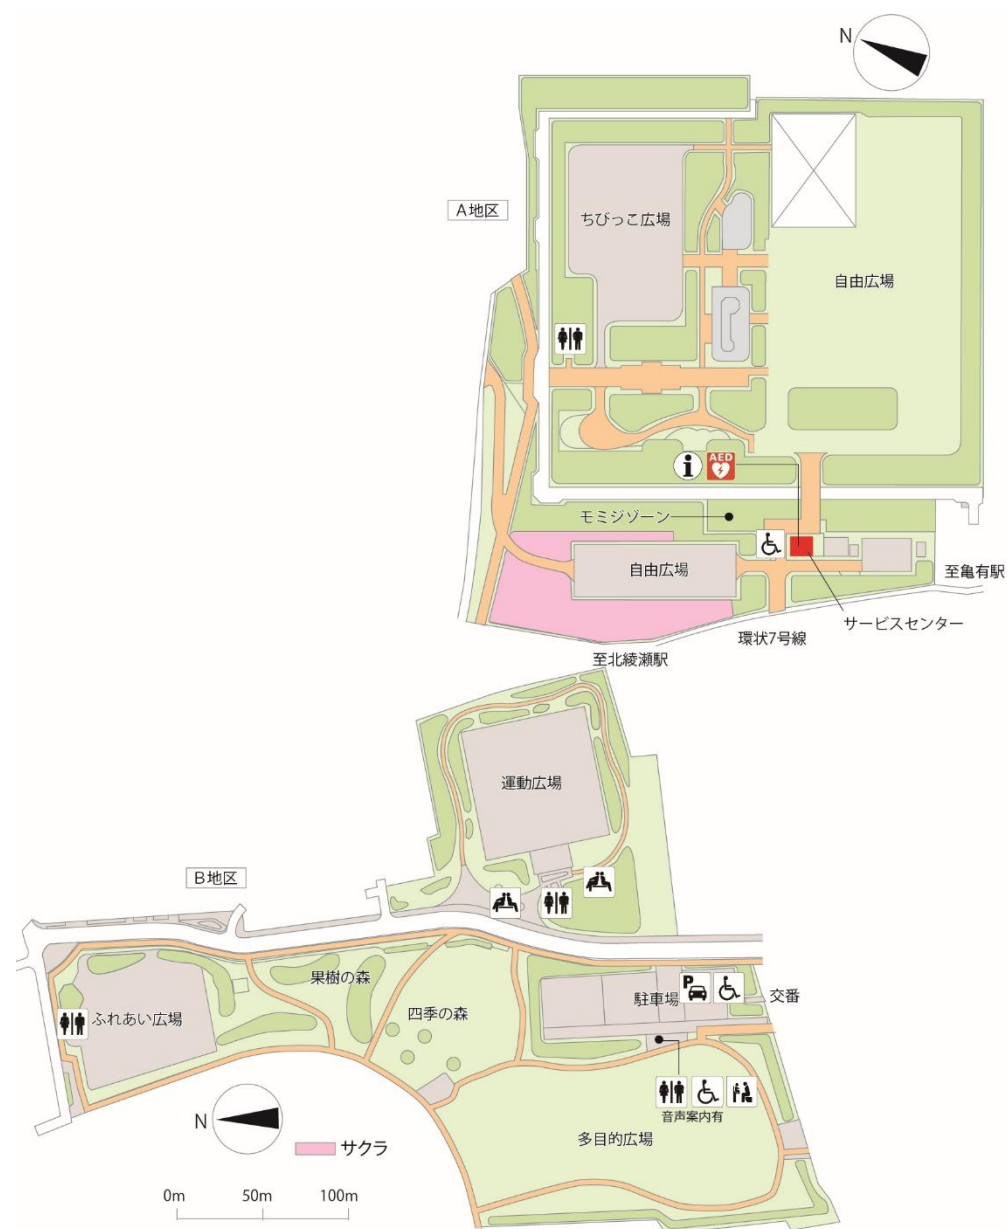 N
A地区
ちびっこ広場
自由広場
AED
モミジゾーン
自由広場
至亀有駅
サービスセンター
環状7号線
至北綾瀬駅
運動広場
B地区
果樹の森
四季の森
ふれあい広場
P
駐車場
交番
音声案内有
多目的広場
N
サクラ
0m
50m
100m